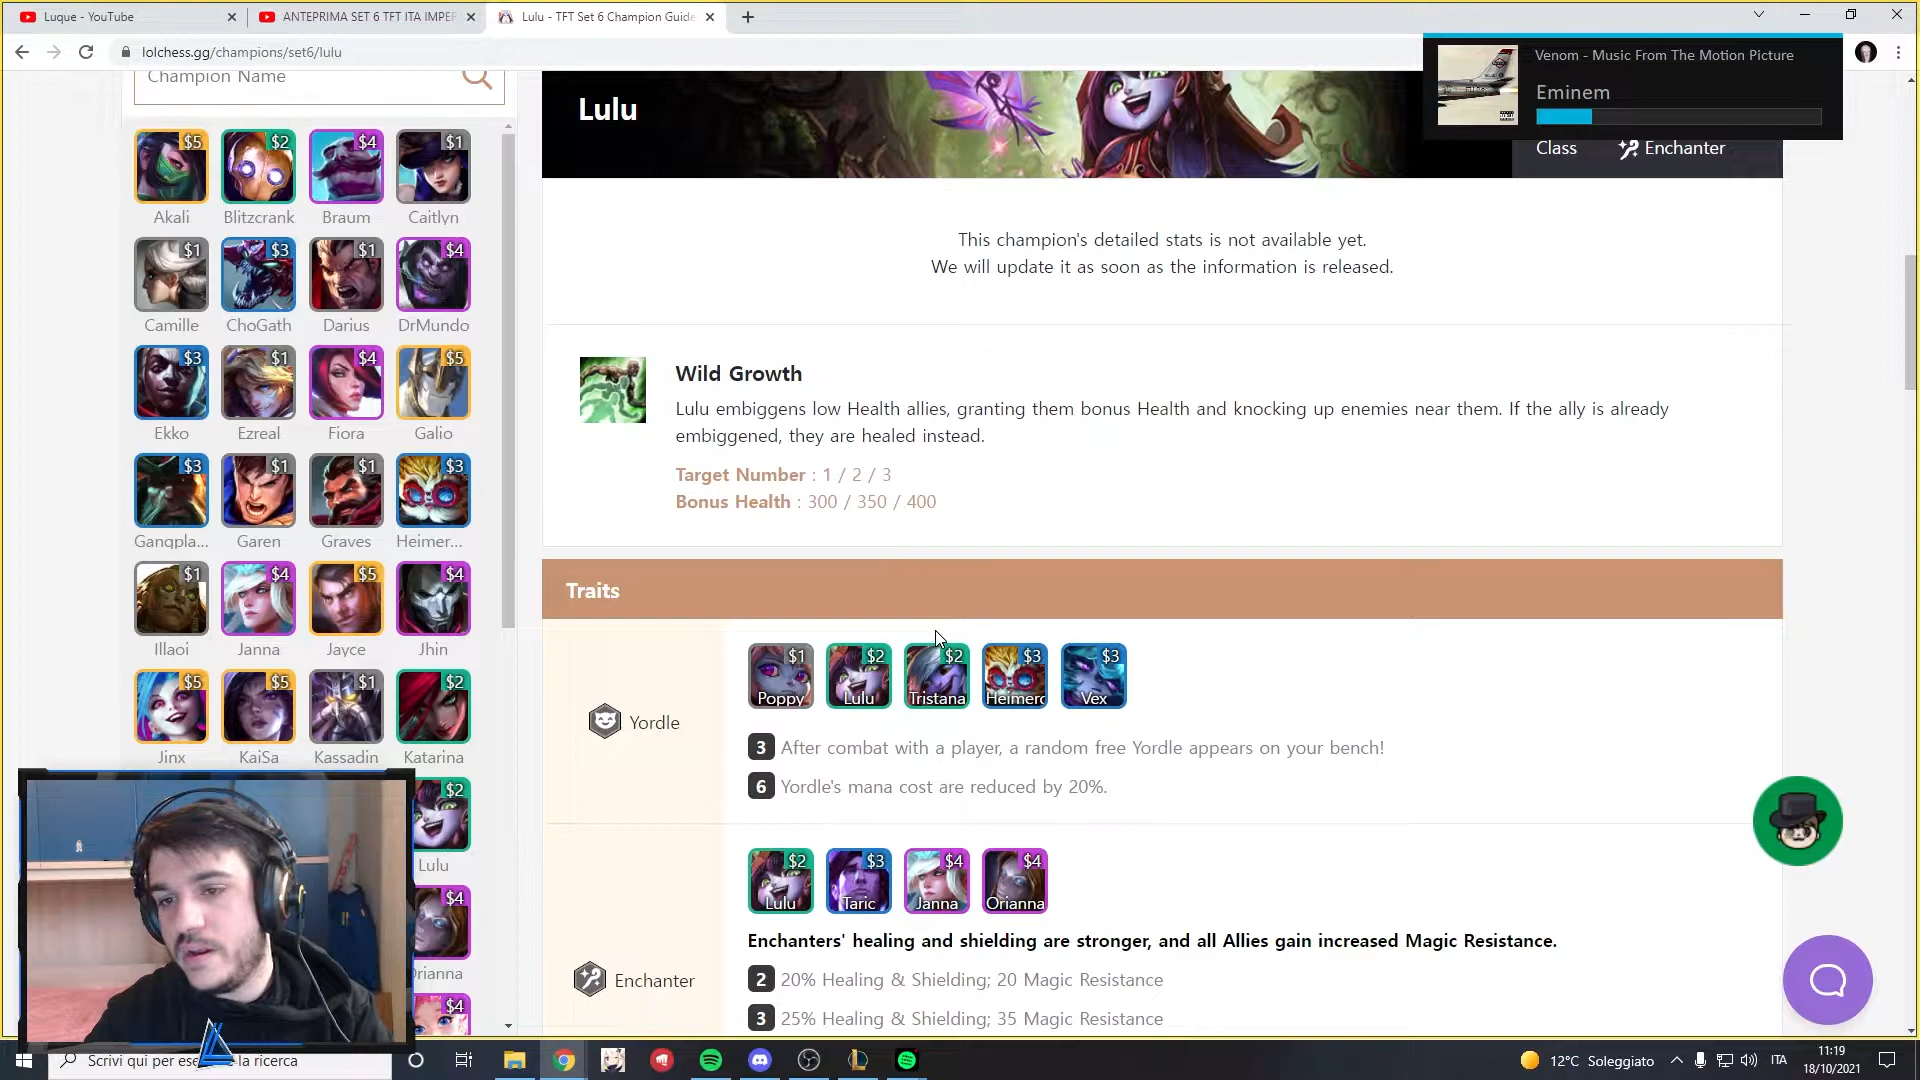 Luque - YouTube
ANTEPRIMA SET 6 TFT ITA IMPER
Lulu - TFT Set 6 Champion Guide
lolchess.gg/champions/set6/lulu
Venom - Music From The Motion Picture
Eminem
Champion Name
Lulu
Class Enchanter
$5 $2 $4 $1
Akali Blitzcrank Braum Caitlyn
$1 $3 $1 $4
Camille ChoGath Darius DrMundo
$3 $1 $4 $5
Ekko Ezreal Fiora Galio
$3 $1 $1 $3
Gangpla... Garen Graves Heimer...
$1 $4 $5 $4
Illaoi Janna Jayce Jhin
$5 $5 $1 $2
Jinx KaiSa Kassadin Katarina
$2
Lulu
$4
Orianna
$4
This champion's detailed stats is not available yet.
We will update it as soon as the information is released.
Wild Growth
Lulu embiggens low Health allies, granting them bonus Health and knocking up enemies near them. If the ally is already
embiggened, they are healed instead.
Target Number : 1 / 2 / 3
Bonus Health : 300 / 350 / 400
Traits
Yordle
$1 $2 $2 $3 $3
Poppy Lulu Tristana Heimerd Vex
3 After combat with a player, a random free Yordle appears on your bench!
6 Yordle's mana cost are reduced by 20%.
Enchanter
$2 $3 $4 $4
Lulu Taric Janna Orianna
Enchanters' healing and shielding are stronger, and all Allies gain increased Magic Resistance.
2 20% Healing & Shielding; 20 Magic Resistance
3 25% Healing & Shielding; 35 Magic Resistance
Scrivi qui per ese la ricerca
12°C Soleggiato
ITA
11:19
18/10/2021